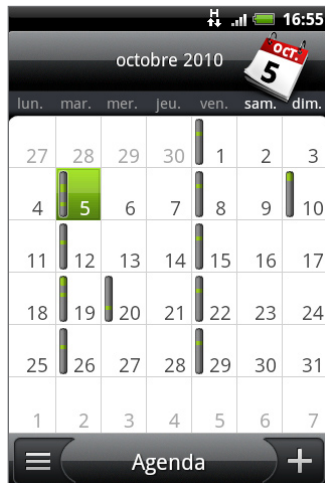 H 16:55
octobre 2010
OCT.
5
lun. mar. mer. jeu. ven. sam. dim.
27 28 29 30 1 2 3
4 5 6 7 8 9 10
11 12 13 14 15 16 17
18 19 20 21 22 23 24
25 26 27 28 29 30 31
1 2 3 4 5 6 7
Agenda